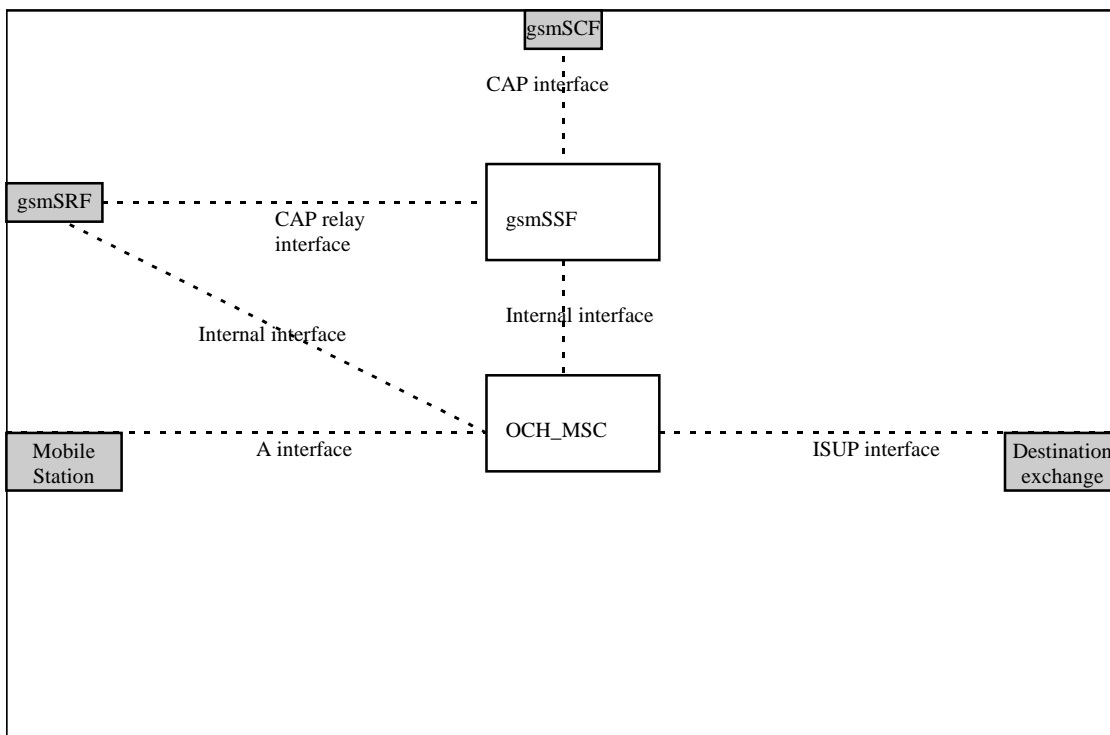 gsmSCF
CAP interface
gsmSRF
CAP relay
interface
gsmSSF
Internal interface
Internal interface
OCH_MSC
Mobile
Station
A interface
ISUP interface
Destination
exchange